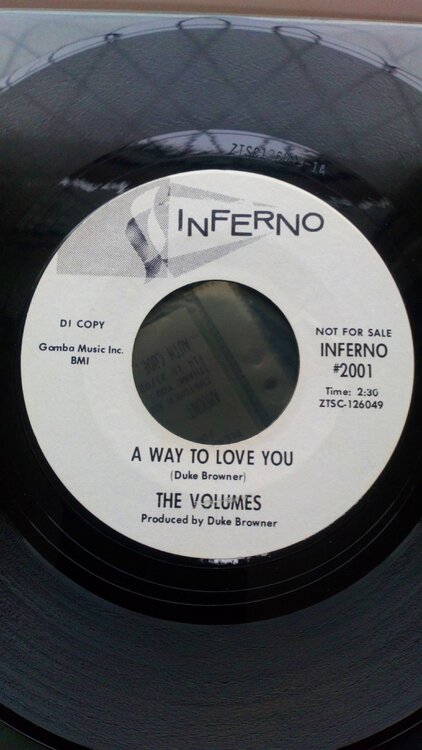 INFERNO
DJ COPY
Gomba Music Inc.
BMI
NOT FOR SALE
INFERNO
#2001
Time: 2:30
ZTSC-126049
A WAY TO LOVE YOU
(Duke Browner)
THE VOLUMES
Produced by Duke Browner